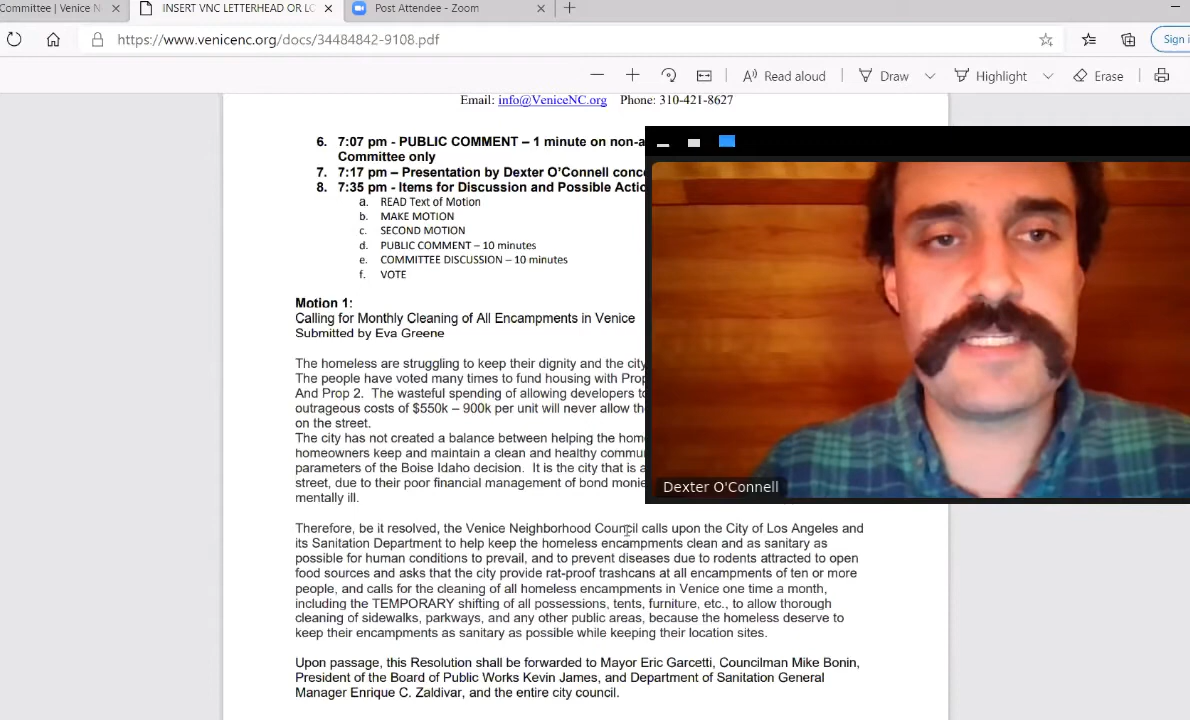 Committee | Venice N
INSERT VNC LETTERHEAD OR LO
Post Attendee - Zoom
https://www.venicenc.org/docs/34484842-9108.pdf
Sign i
Read aloud
Draw
Highlight
Erase
Email: info@VeniceNC.org Phone: 310-421-8627
6. 7:07 pm - PUBLIC COMMENT – 1 minute on non-a
Committee only
7. 7:17 pm – Presentation by Dexter O'Connell conc
8. 7:35 pm - Items for Discussion and Possible Actio
a. READ Text of Motion
b. MAKE MOTION
c. SECOND MOTION
d. PUBLIC COMMENT – 10 minutes
e. COMMITTEE DISCUSSION – 10 minutes
f. VOTE
Motion 1:
Calling for Monthly Cleaning of All Encampments in Venice
Submitted by Eva Greene
The homeless are struggling to keep their dignity and the city
The people have voted many times to fund housing with Prop
And Prop 2. The wasteful spending of allowing developers to
outrageous costs of $550k – 900k per unit will never allow th
on the street.
The city has not created a balance between helping the hom
homeowners keep and maintain a clean and healthy commu
parameters of the Boise Idaho decision. It is the city that is a
street, due to their poor financial management of bond monie
mentally ill.
Therefore, be it resolved, the Venice Neighborhood Council calls upon the City of Los Angeles and
its Sanitation Department to help keep the homeless encampments clean and as sanitary as
possible for human conditions to prevail, and to prevent diseases due to rodents attracted to open
food sources and asks that the city provide rat-proof trashcans at all encampments of ten or more
people, and calls for the cleaning of all homeless encampments in Venice one time a month,
including the TEMPORARY shifting of all possessions, tents, furniture, etc., to allow thorough
cleaning of sidewalks, parkways, and any other public areas, because the homeless deserve to
keep their encampments as sanitary as possible while keeping their location sites.
Upon passage, this Resolution shall be forwarded to Mayor Eric Garcetti, Councilman Mike Bonin,
President of the Board of Public Works Kevin James, and Department of Sanitation General
Manager Enrique C. Zaldivar, and the entire city council.
Dexter O'Connell